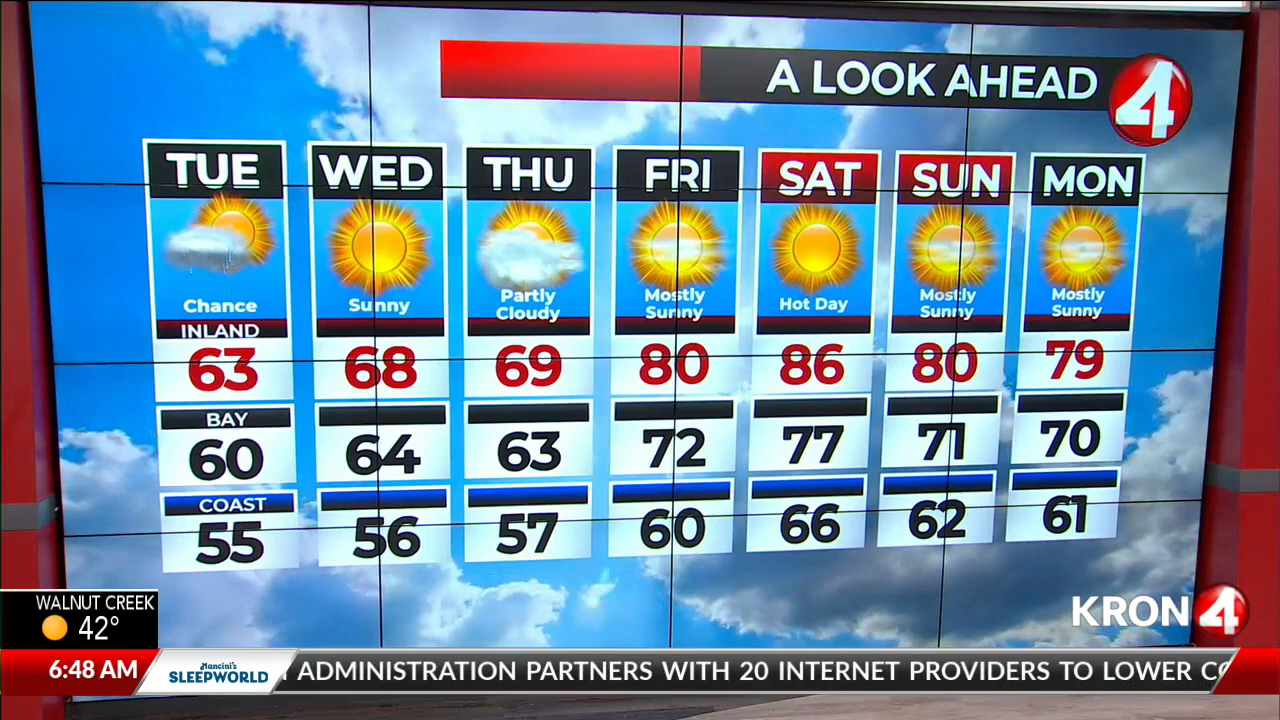 A LOOK AHEAD
4
TUE WED THU FRI SAT SUN MON
Chance Sunny Partly Cloudy Mostly Sunny Hot Day Mostly Sunny Mostly Sunny
INLAND
63 68 69 80 86 80 79
BAY
60 64 63 72 77 71 70
COAST
55 56 57 60 66 62 61
WALNUT CREEK
42°
KRON 4
6:48 AM
Mancini's
SLEEPWORLD
ADMINISTRATION PARTNERS WITH 20 INTERNET PROVIDERS TO LOWER